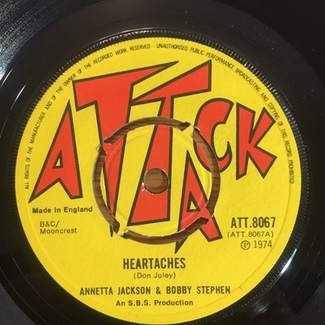 ALL RIGHTS OF THE MANUFACTURER AND OF THE OWNER OF THE RECORDED WORK RESERVED · UNAUTHORISED PUBLIC PERFORMANCE, BROADCASTING AND COPYING OF THIS RECORD PROHIBITED
ATTACK
Made in England
B&C/
Mooncrest
ATT.8067
(ATT.8067A)
℗ 1974
HEARTACHES
(Don Juley)
ANNETTA JACKSON & BOBBY STEPHEN
An S.B.S. Production